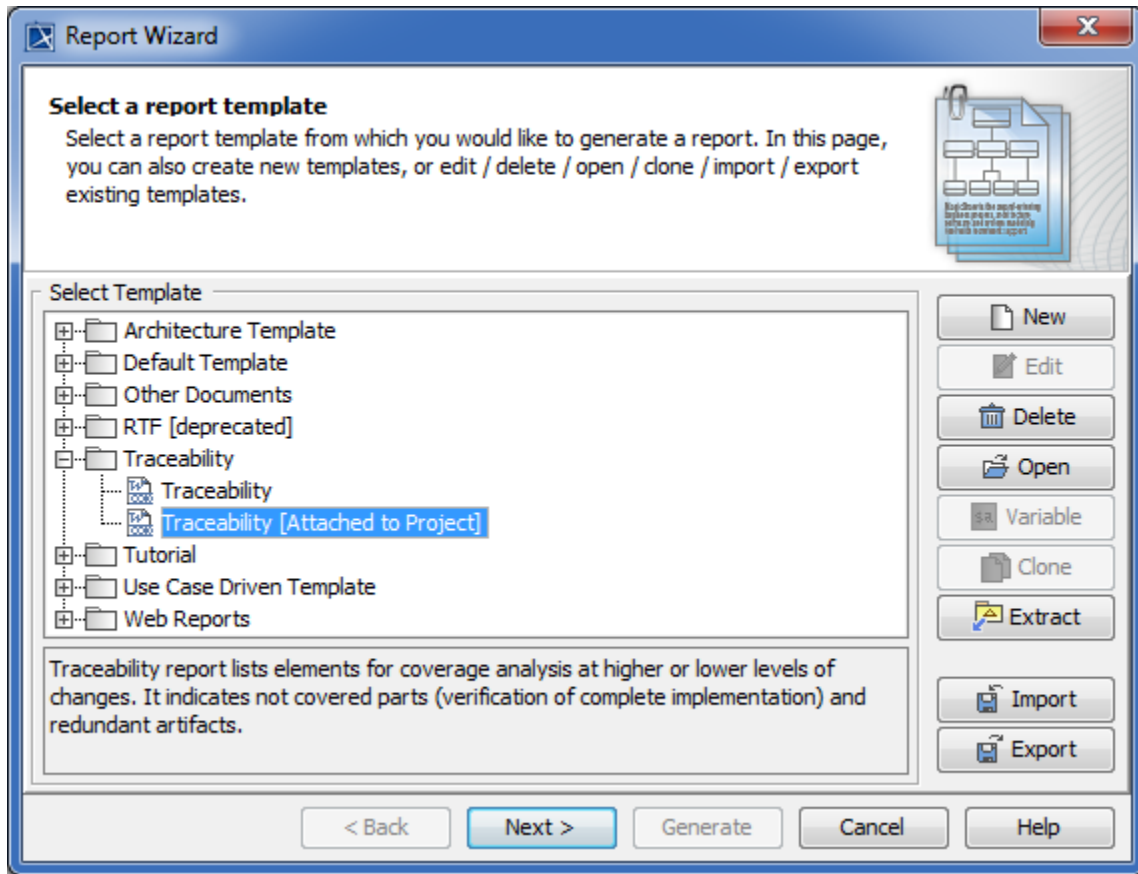 Report Wizard
Select a report template
Select a report template from which you would like to generate a report. In this page,
you can also create new templates, or edit / delete / open / clone / import / export
existing templates.
Select Template
Architecture Template
Default Template
Other Documents
RTF [deprecated]
Traceability
Traceability
Traceability [Attached to Project]
Tutorial
Use Case Driven Template
Web Reports
Traceability report lists elements for coverage analysis at higher or lower levels of
changes. It indicates not covered parts (verification of complete implementation) and
redundant artifacts.
New
Edit
Delete
Open
Variable
Clone
Extract
Import
Export
< Back
Next >
Generate
Cancel
Help